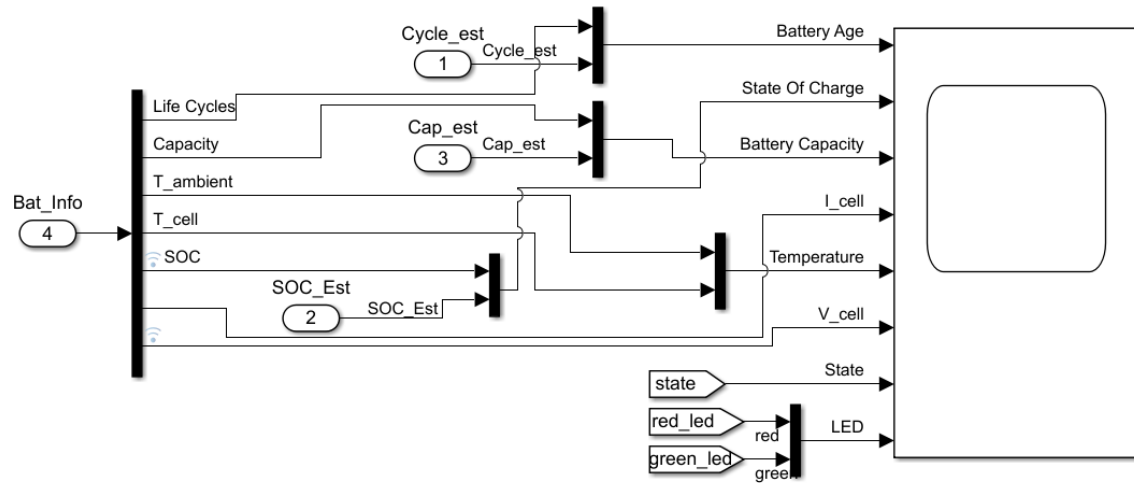 Cycle_est
1
Cycle_est
Battery Age
Life Cycles
State Of Charge
Cap_est
3
Cap_est
Capacity
Battery Capacity
T_ambient
Bat_Info
4
T_cell
I_cell
SOC
Temperature
SOC_Est
2
SOC_Est
V_cell
state
State
red_led
red
LED
green_led
green